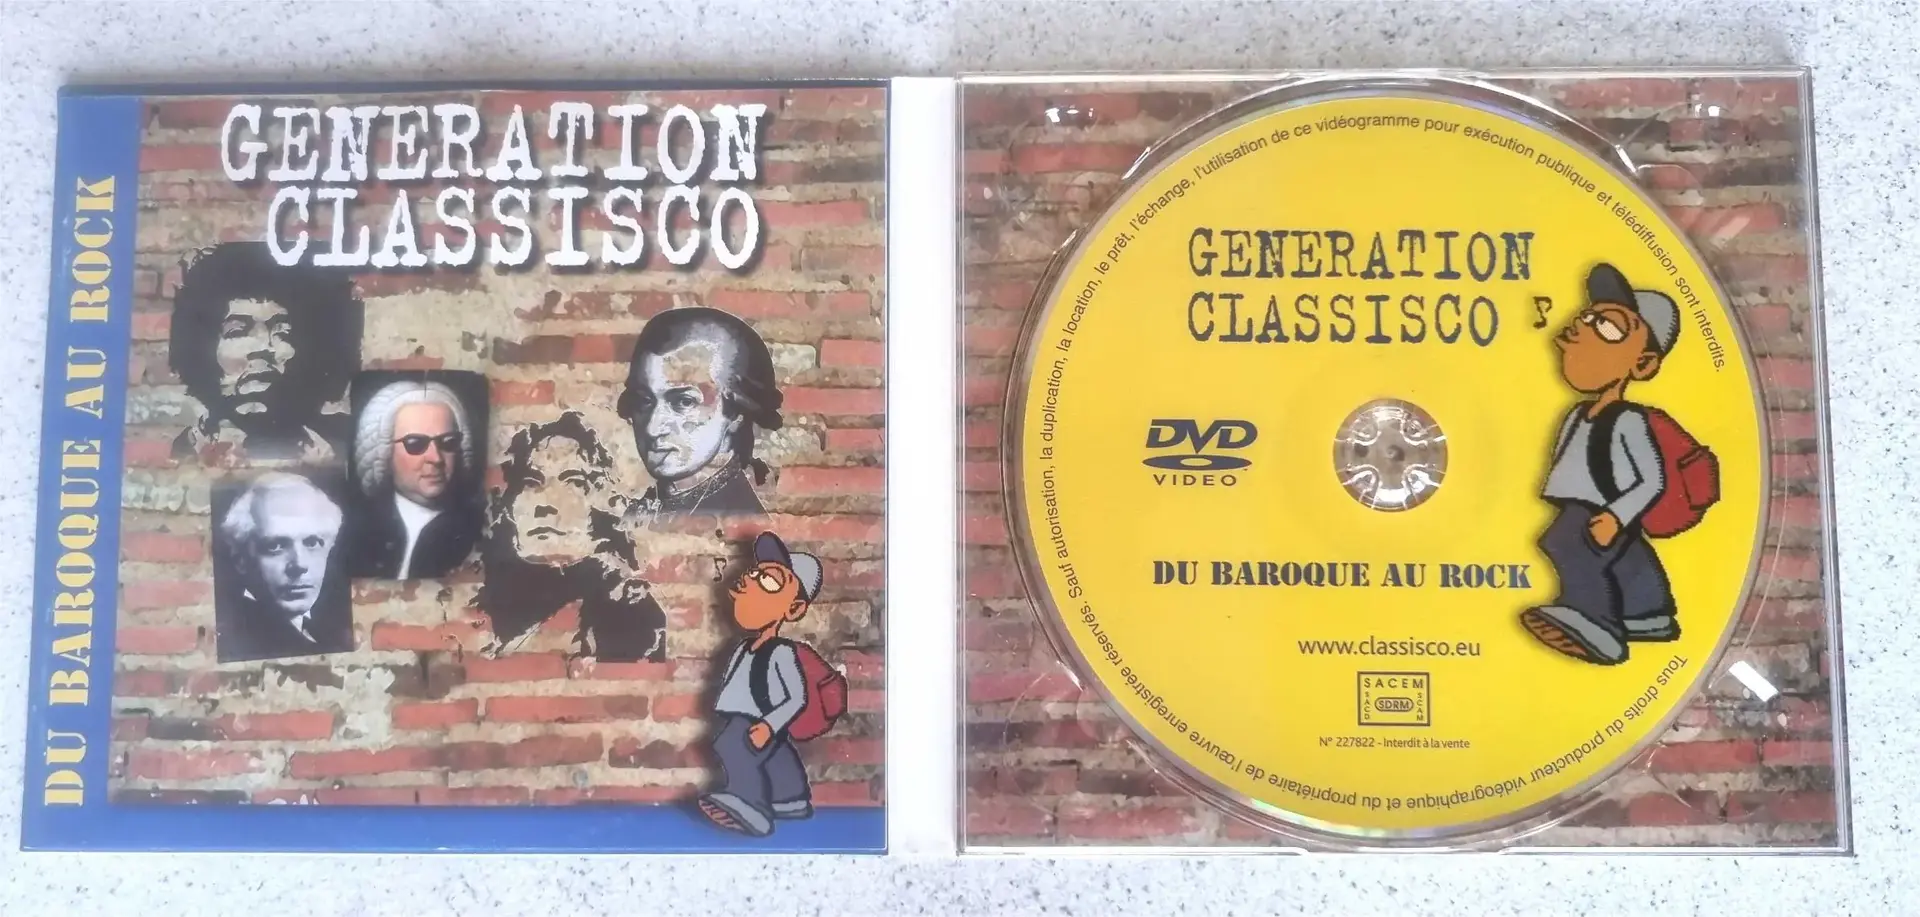 DU BAROQUE AU ROCK
GENERATION
CLASSISCO
Tous droits du producteur vidéographique et du propriétaire de l'œuvre enregistrée réservés. Sauf autorisation, la duplication, la location, le prêt, l'échange, l'utilisation de ce vidéogramme pour exécution publique et télédiffusion sont interdits.
GENERATION
CLASSISCO
DVD
VIDEO
DU BAROQUE AU ROCK
www.classisco.eu
SACEM
SACD
SDRM
SCAM
N° 227822 - Interdit à la vente